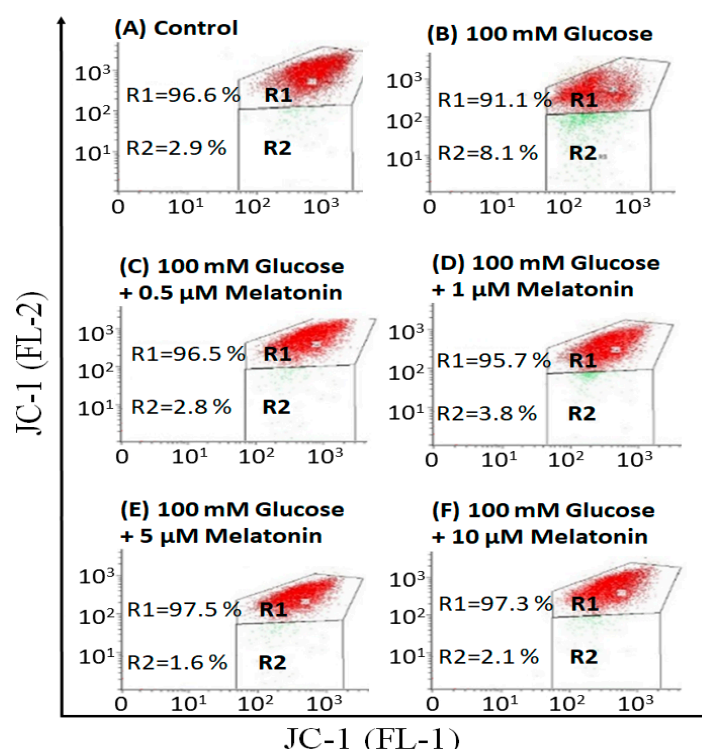 (A) Control
10³
R1=96.6 % R1
10²
R2=2.9 % R2
10¹
0 10¹ 10² 10³
(B) 100 mM Glucose
10³
R1=91.1% R1
10²
R2=8.1 % R2
10¹
0 10¹ 10² 10³
(C) 100 mM Glucose
+ 0.5 µM Melatonin
10³
R1=96.5 % R1
10²
R2=2.8 % R2
10¹
0 10¹ 10² 10³
(D) 100 mM Glucose
+ 1 µM Melatonin
10³
R1=95.7 % R1
10²
R2=3.8 % R2
10¹
0 10¹ 10² 10³
(E) 100 mM Glucose
+ 5 µM Melatonin
10³
R1=97.5 % R1
10²
R2=1.6 % R2
10¹
0 10¹ 10² 10³
(F) 100 mM Glucose
+ 10 µM Melatonin
10³
R1=97.3 % R1
10²
R2=2.1 % R2
10¹
0 10¹ 10² 10³
JC-1 (FL-2)
JC-1 (FL-1)